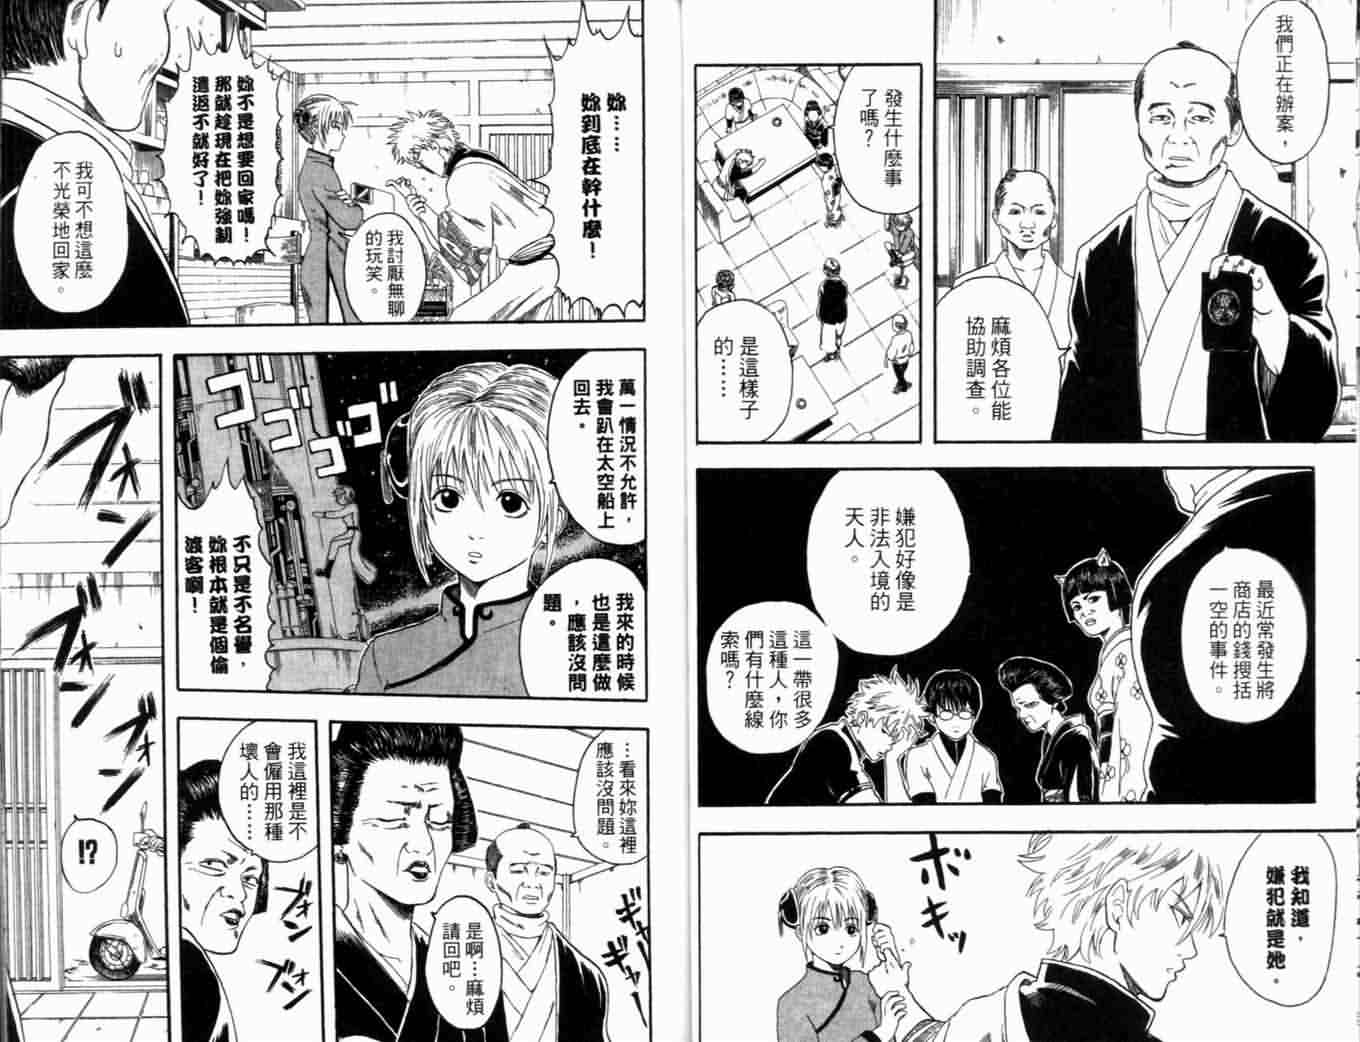 我們正在辦案，
麻煩各位能
協助調查。
發生什麼事
了嗎？
是這樣子
的……
最近常發生將
商店的錢搜括
一空的事件。
嫌犯好像是
非法入境的
天人。
這一帶很多
這種人，你
們有什麼線
索嗎？
我知道，
嫌犯就是她。
ボキッ
妳……
妳到底在幹什麼！
我討厭無聊
的玩笑。
妳不是想要回家嗎！
那就趁現在把妳強制
遣返不就好了！
我可不想這麼
不光榮地回家。
萬一情況不允許，
我會趴在太空船上
回去。
我來的時候
也是這麼做
，應該沒問
題。
ゴゴゴゴ
不只是不名譽，
妳根本就是個偷
渡客啊！
…看來妳這裡
應該沒問題。
ギャーギャー
是啊…麻煩
請回吧。
我這裡是不
會僱用那種
壞人的……
ブンブン
!?